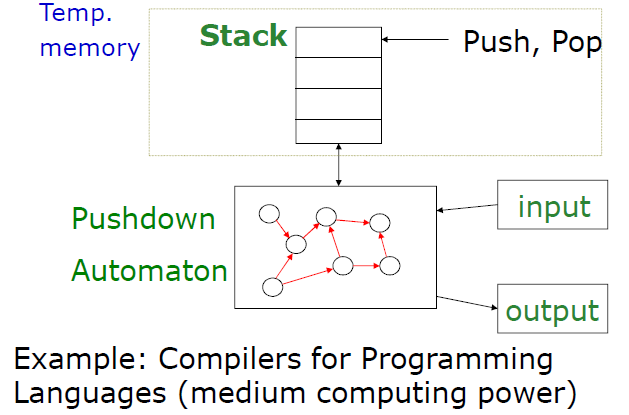 Temp.
memory
Stack
Push, Pop
Pushdown
Automaton
input
output
Example: Compilers for Programming
Languages (medium computing power)